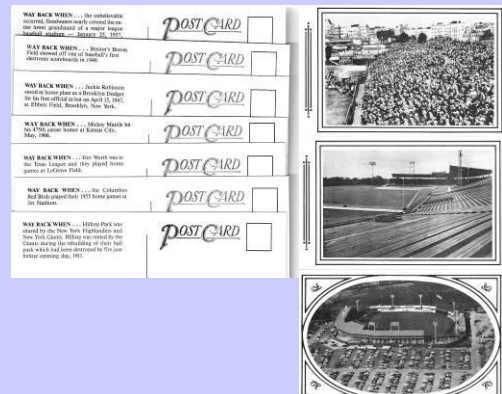 WAY BACK WHEN . . . the unbelievable
occurred, floodwaters nearly covered the en-
tire lower grandstand of a major league
baseball stadium — January 25, 1937.
POST CARD
WAY BACK WHEN . . . Boston's Braves
Field showed off one of baseball's first
electronic scoreboards in 1949.
POST CARD
WAY BACK WHEN . . . Jackie Robinson
stood at home plate as a Brooklyn Dodger
for his first official at-bat on April 15, 1947,
at Ebbets Field, Brooklyn, New York.
POST CARD
WAY BACK WHEN . . . Mickey Mantle hit
his 475th career homer at Kansas City,
May, 1966.
POST CARD
WAY BACK WHEN . . . Fort Worth was in
the Texas League and they played home
games at LaGrave Field.
POST CARD
WAY BACK WHEN . . . the Columbus
Red Birds played their 1953 home games at
Jet Stadium.
POST CARD
WAY BACK WHEN . . . Hilltop Park was
shared by the New York Highlanders and
New York Giants. Hilltop was rented by the
Giants during the rebuilding of their ball
park which had been destroyed by fire just
before opening day, 1911.
POST CARD